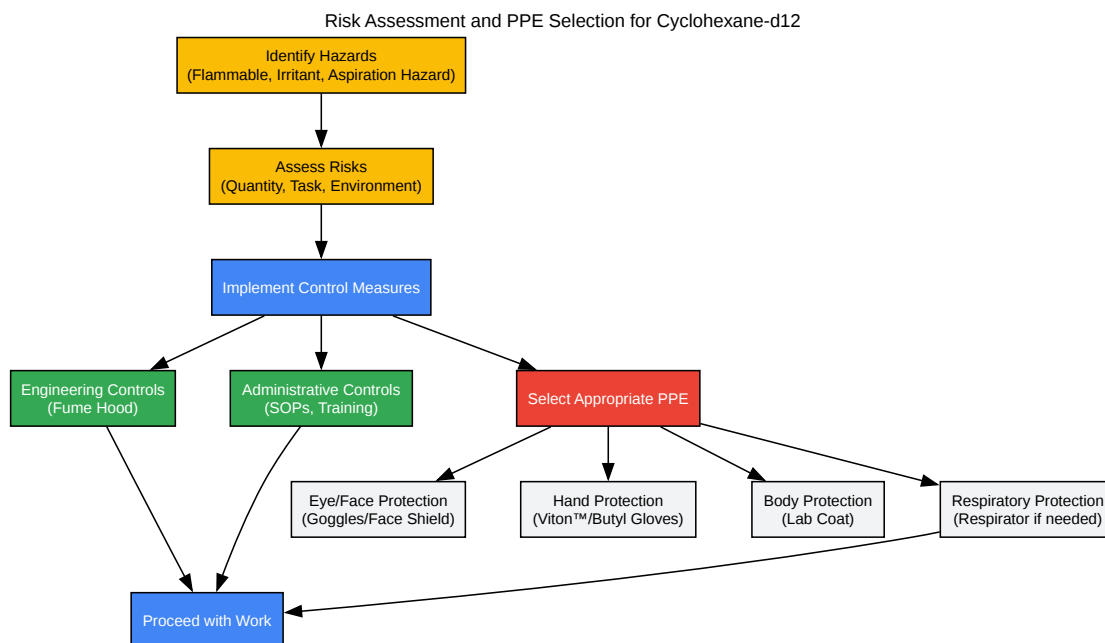 Risk Assessment and PPE Selection for Cyclohexane-d12
Identify Hazards
(Flammable, Irritant, Aspiration Hazard)
Assess Risks
(Quantity, Task, Environment)
Implement Control Measures
Engineering Controls
(Fume Hood)
Administrative Controls
(SOPs, Training)
Select Appropriate PPE
Eye/Face Protection
(Goggles/Face Shield)
Hand Protection
(Viton™/Butyl Gloves)
Body Protection
(Lab Coat)
Respiratory Protection
(Respirator if needed)
Proceed with Work